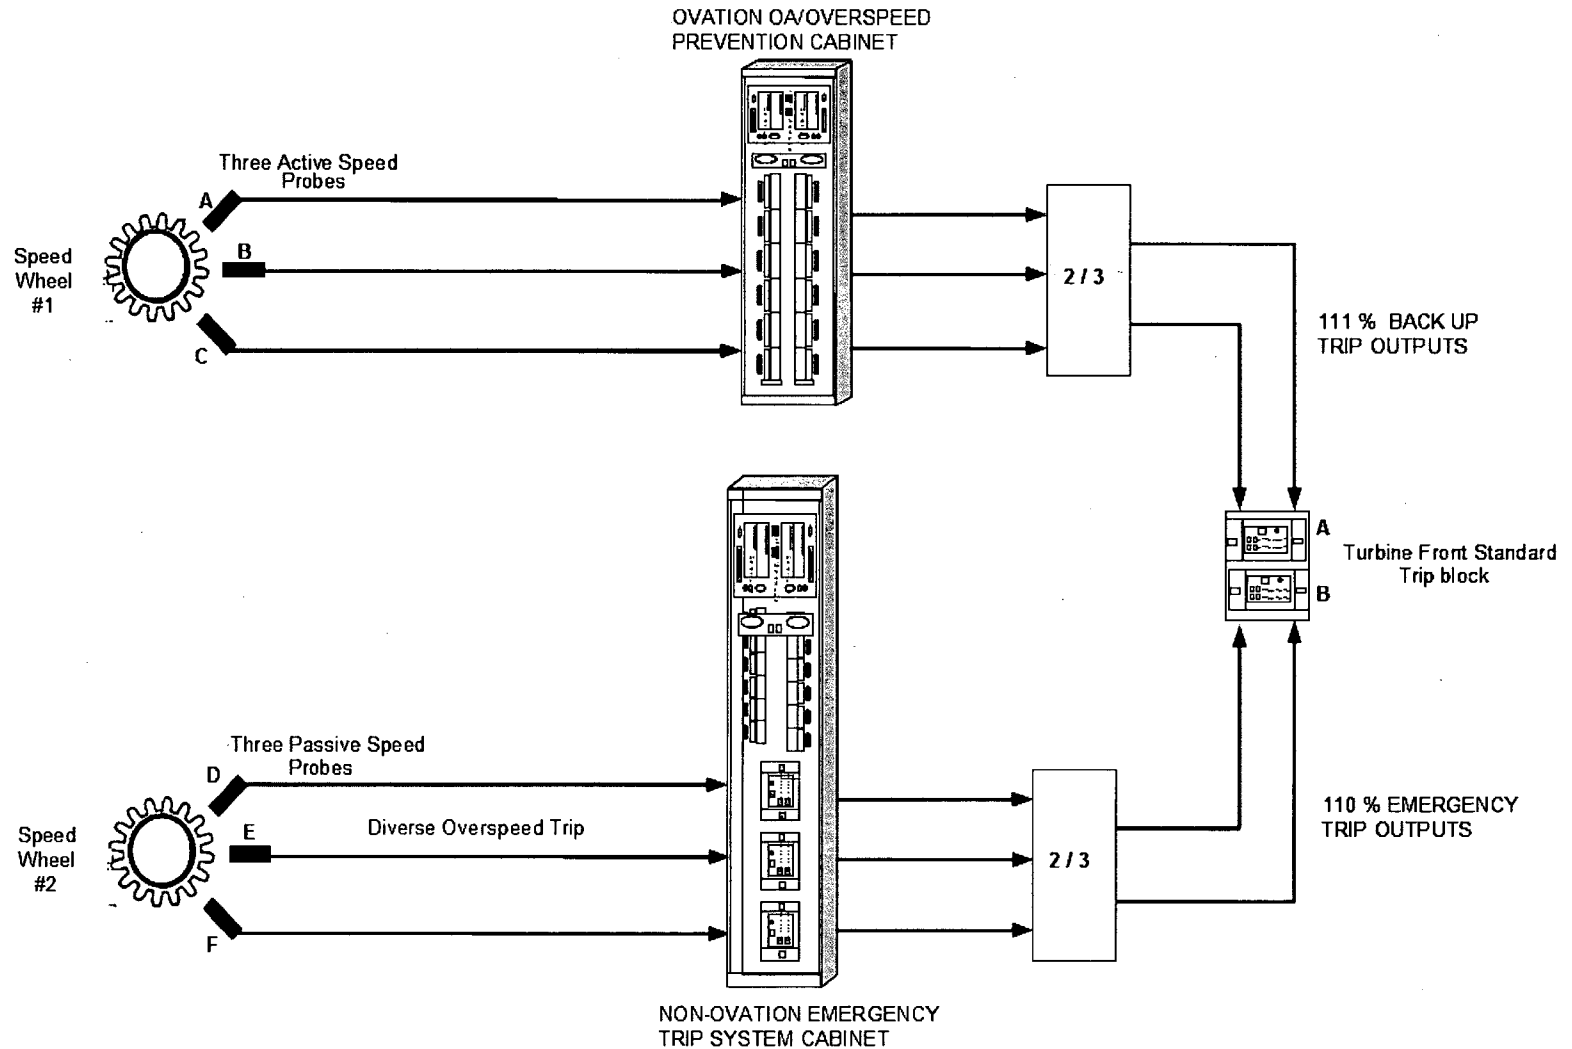 OVATION OA/OVERSPEED
PREVENTION CABINET
Three Active Speed
Probes
A
B
C
Speed
Wheel
#1
2 / 3
111 % BACK UP
TRIP OUTPUTS
A
B
Turbine Front Standard
Trip block
Three Passive Speed
Probes
D
E
F
Diverse Overspeed Trip
Speed
Wheel
#2
2 / 3
110 % EMERGENCY
TRIP OUTPUTS
NON-OVATION EMERGENCY
TRIP SYSTEM CABINET